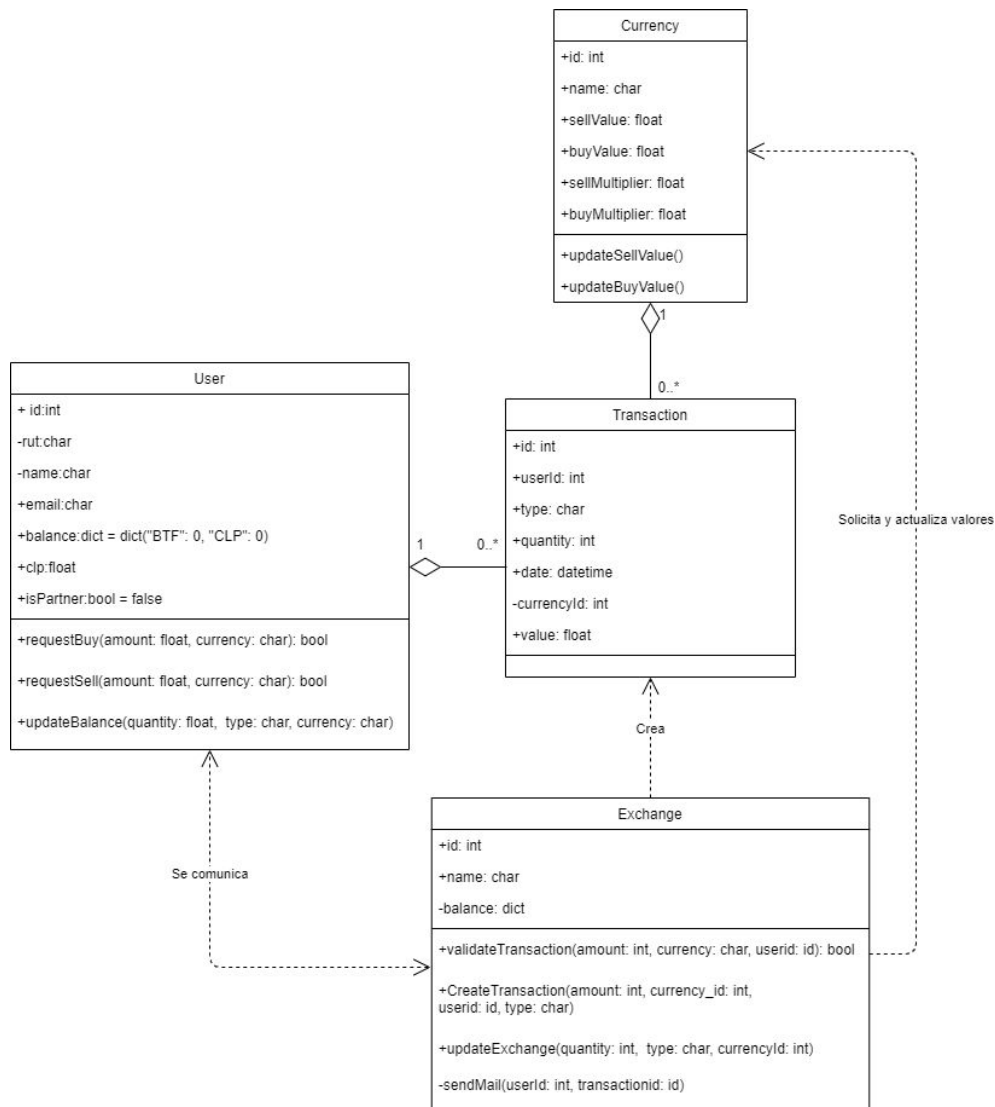 Currency
+id: int
+name: char
+sellValue: float
+buyValue: float
+sellMultiplier: float
+buyMultiplier: float
+updateSellValue()
+updateBuyValue()
1
0..*
User
+ id:int
-rut:char
-name:char
+email:char
+balance:dict = dict("BTF": 0, "CLP": 0)
+clp:float
+isPartner:bool = false
+requestBuy(amount: float, currency: char): bool
+requestSell(amount: float, currency: char): bool
+updateBalance(quantity: float,  type: char, currency: char)
1
0..*
Transaction
+id: int
+userId: int
+type: char
+quantity: int
+date: datetime
-currencyId: int
+value: float
Solicita y actualiza valores
Crea
Se comunica
Exchange
+id: int
+name: char
-balance: dict
+validateTransaction(amount: int, currency: char, userid: id): bool
+CreateTransaction(amount: int, currency_id: int,
userid: id, type: char)
+updateExchange(quantity: int,  type: char, currencyId: int)
-sendMail(userId: int, transactionid: id)